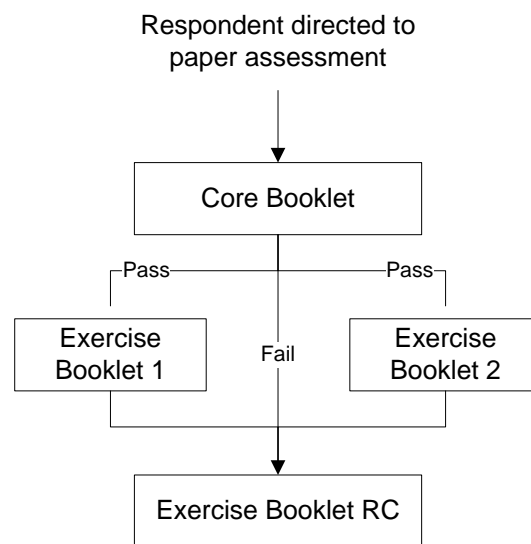 Respondent directed to
paper assessment
Core Booklet
Pass
Pass
Exercise
Booklet 1
Fail
Exercise
Booklet 2
Exercise Booklet RC